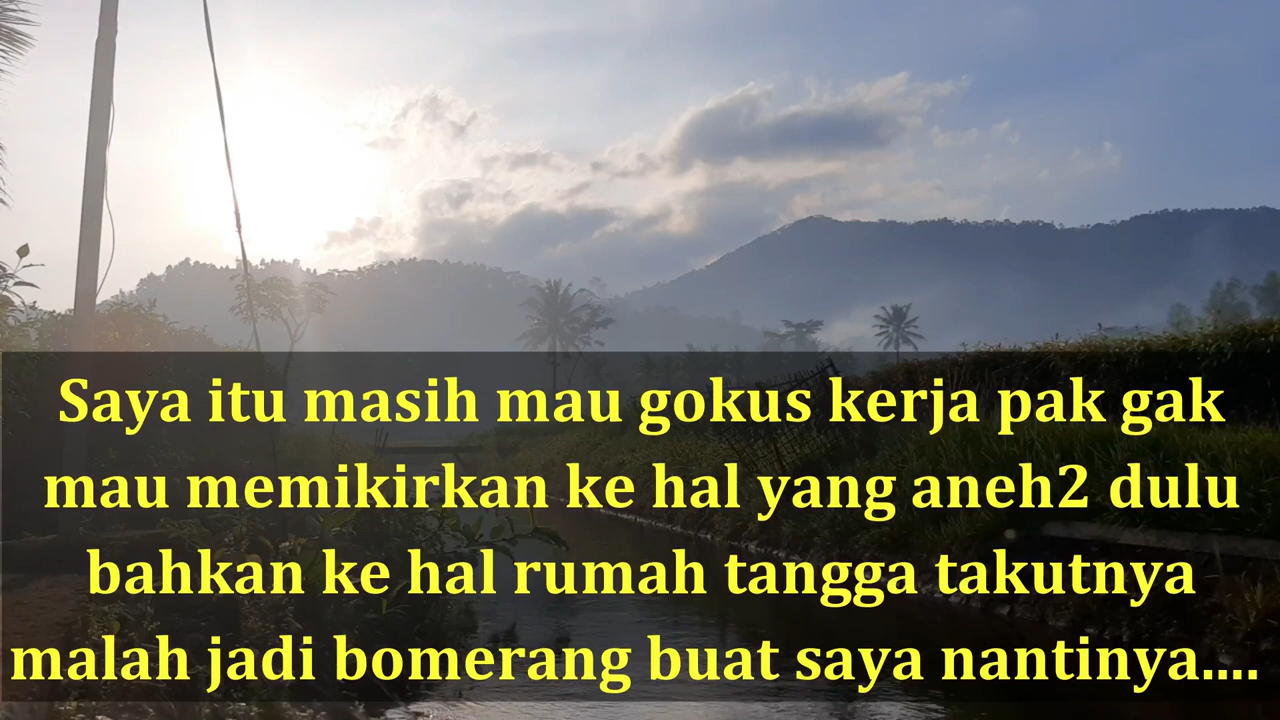 Saya itu masih mau gokus kerja pak gak
mau memikirkan ke hal yang aneh2 dulu
bahkan ke hal rumah tangga takutnya
malah jadi bomerang buat saya nantinya....